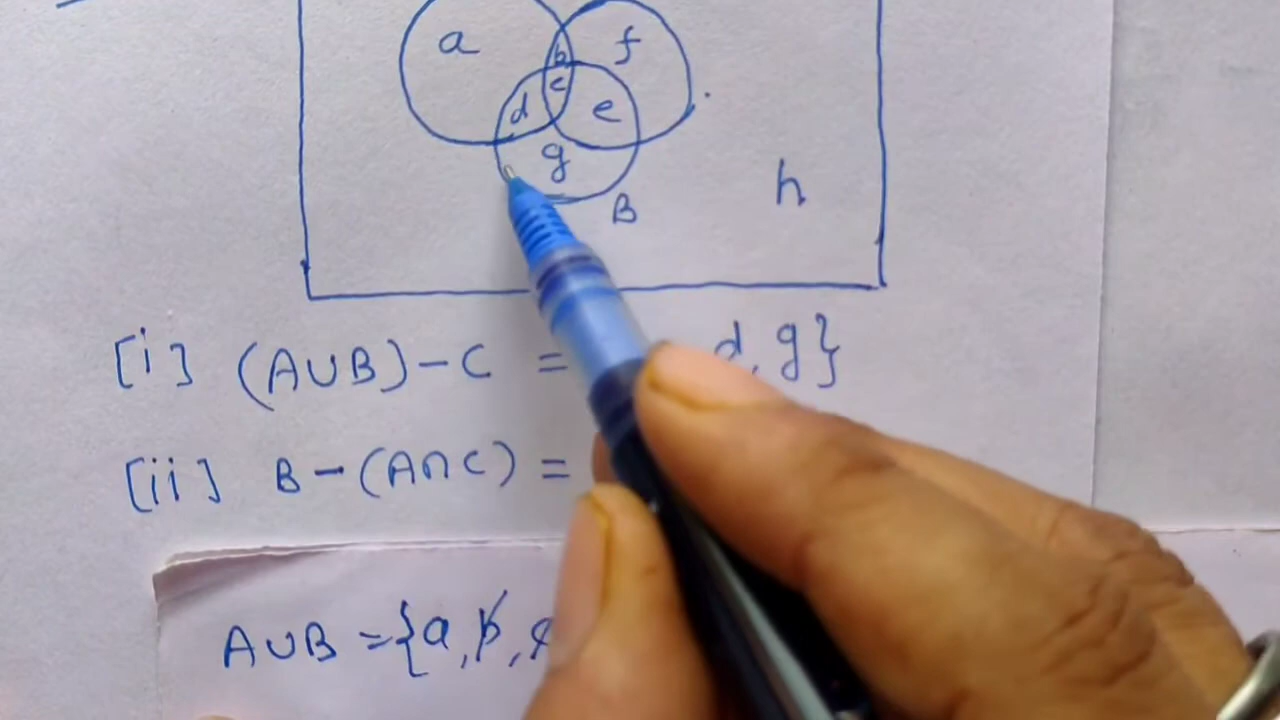 a b f
c
d e
g
h
B
[i] (A∪B)-C = d, g}
[ii] B-(A∩C) =
A∪B = {a, b,